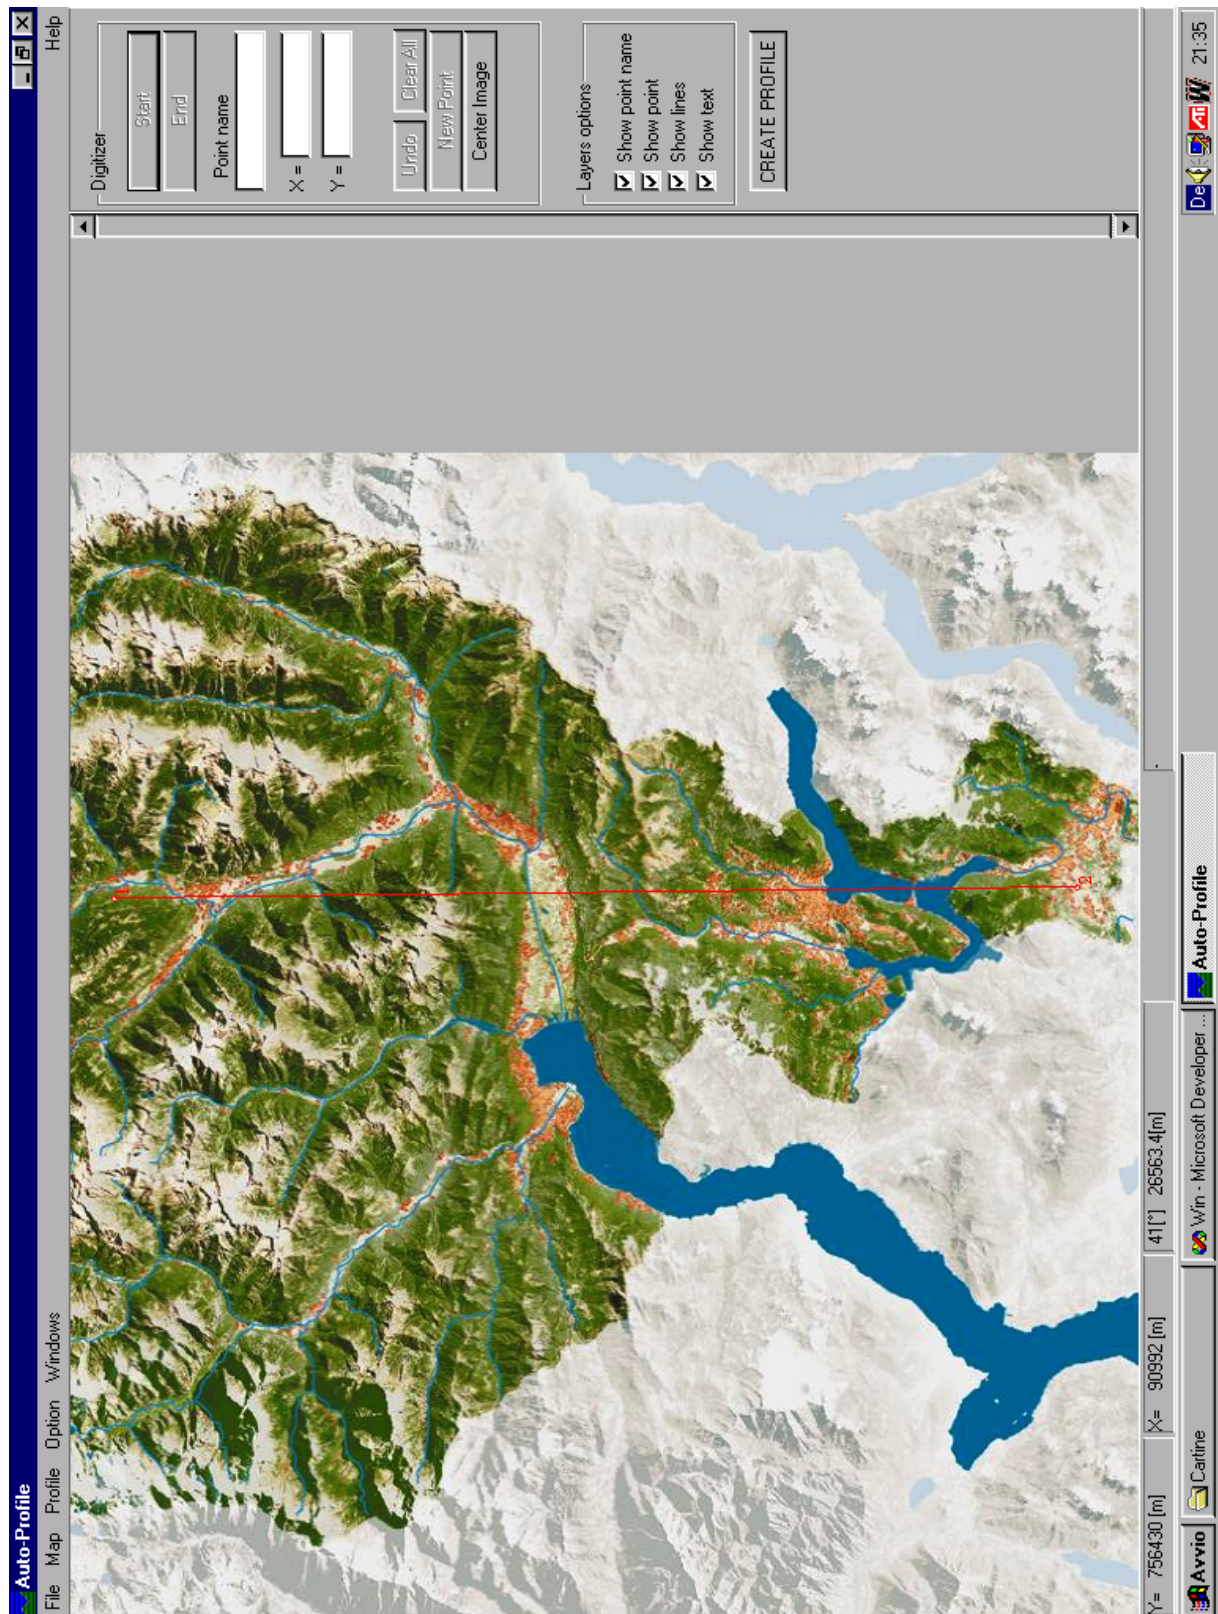 Auto-Profile
File Map Profile Option Windows Help
Digitizer
Start
End
Point name
X =
Y =
Undo Clear All
New Point
Center Image
Layers options
Show point name
Show point
Show lines
Show text
CREATE PROFILE
2
Y= 756430 [m] X= 90992 [m] 41[°] 26563.4[m] -
Avvio Cartine Win - Microsoft Developer ... Auto-Profile De ATI W 21:35